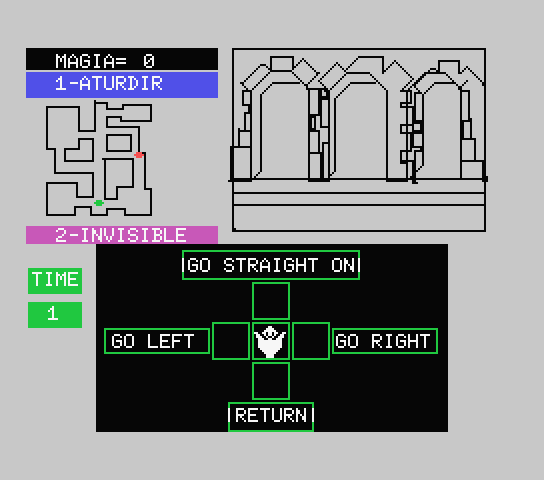 MAGIA= 0
1-ATURDIR
2-INVISIBLE
GO STRAIGHT ON
TIME
1
GO LEFT
GO RIGHT
RETURN